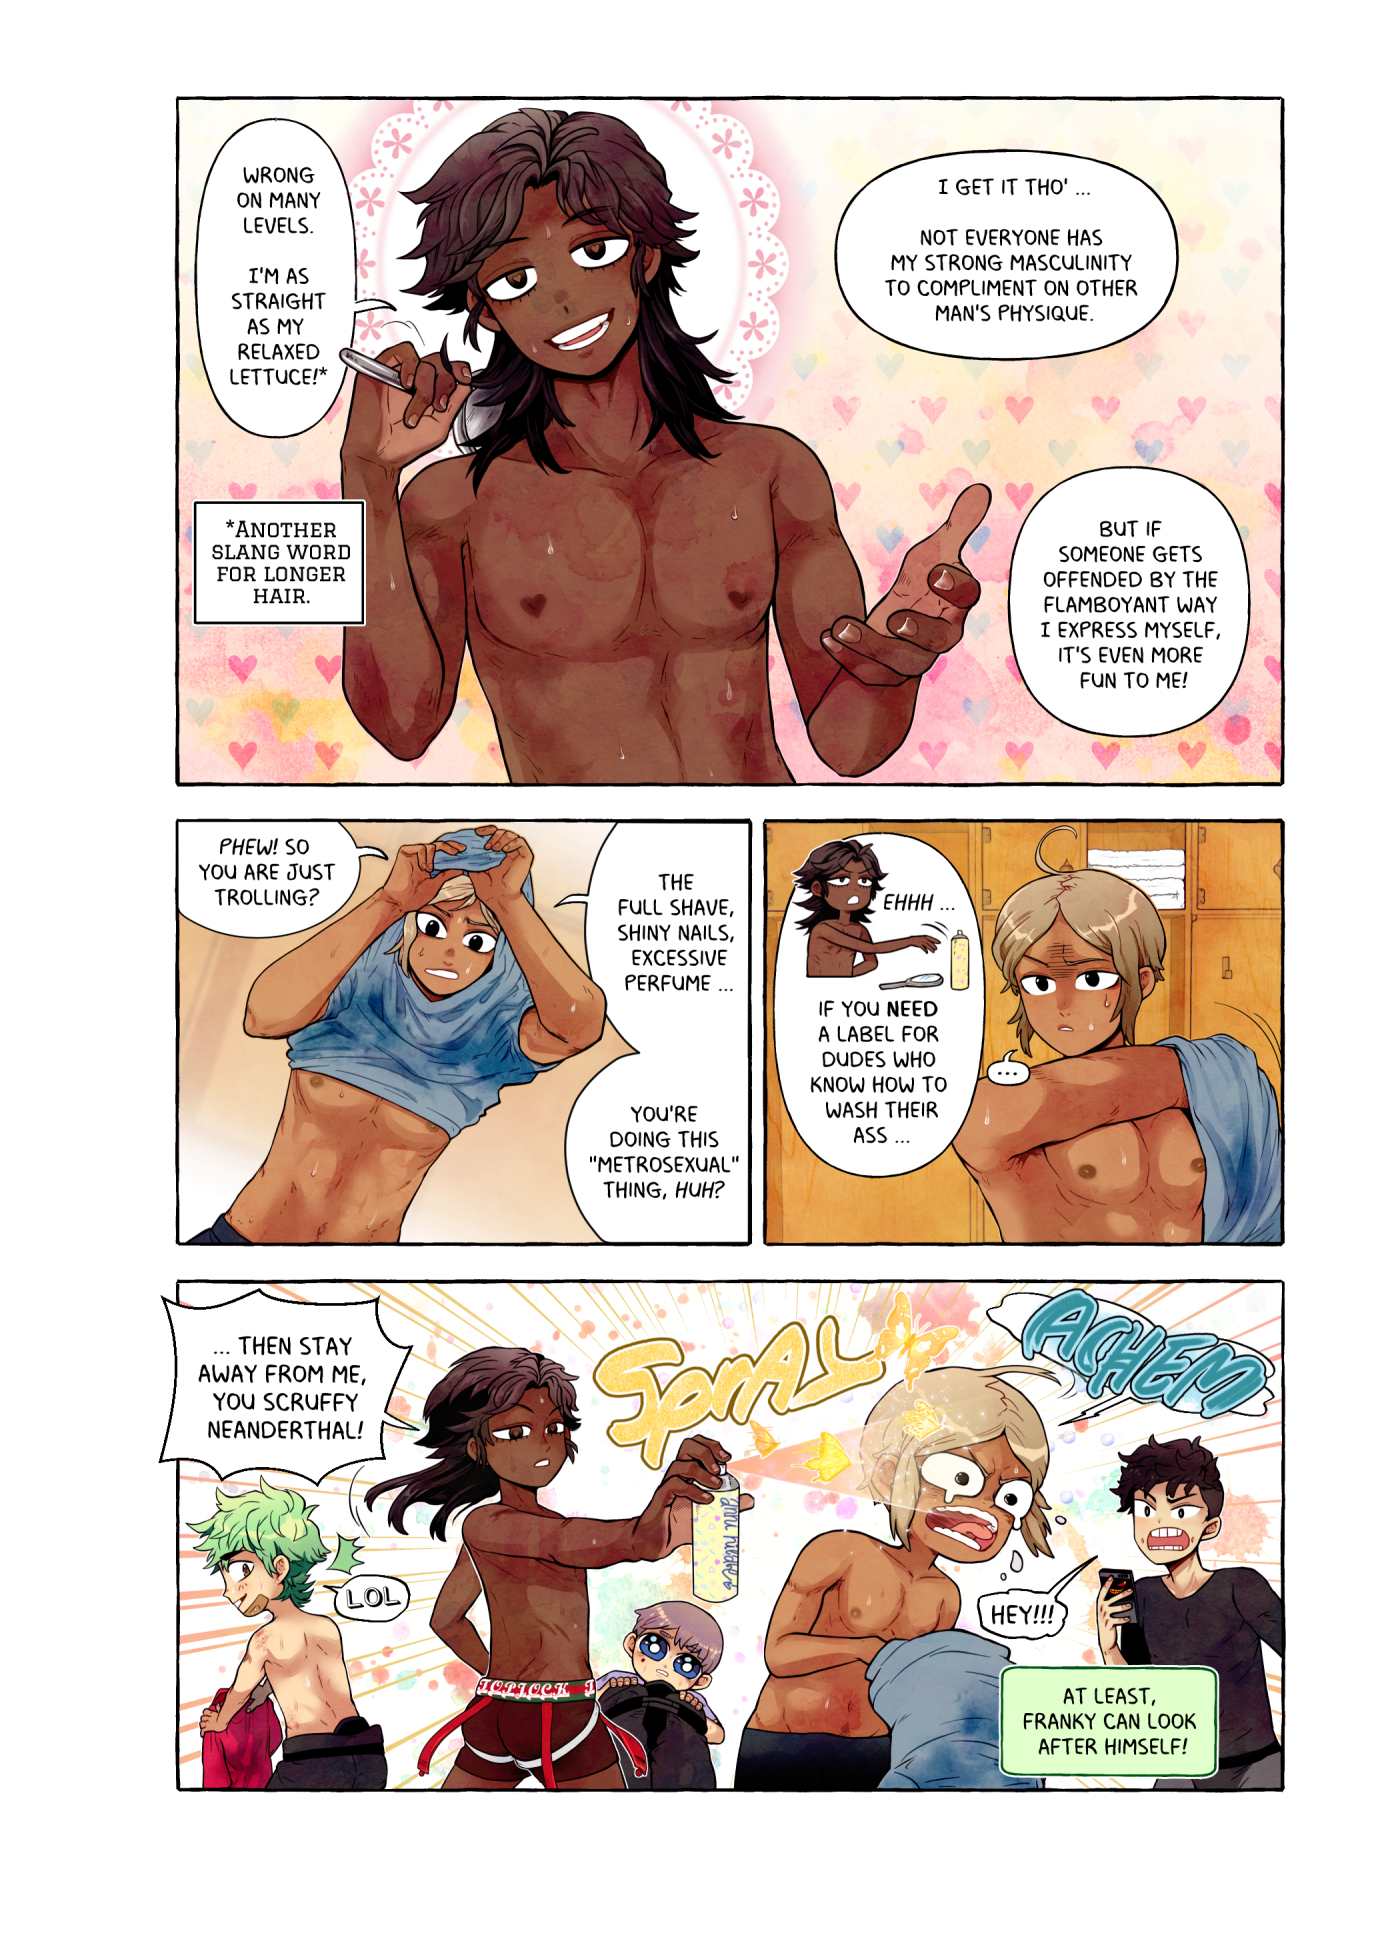 WRONG
ON MANY
LEVELS.
I'M AS
STRAIGHT
AS MY
RELAXED
LETTUCE!*
*ANOTHER
SLANG WORD
FOR LONGER
HAIR.
I GET IT THO' ...
NOT EVERYONE HAS
MY STRONG MASCULINITY
TO COMPLIMENT ON OTHER
MAN'S PHYSIQUE.
BUT IF
SOMEONE GETS
OFFENDED BY THE
FLAMBOYANT WAY
I EXPRESS MYSELF,
IT'S EVEN MORE
FUN TO ME!
PHEW! SO
YOU ARE JUST
TROLLING?
THE
FULL SHAVE,
SHINY NAILS,
EXCESSIVE
PERFUME ...
YOU'RE
DOING THIS
"METROSEXUAL"
THING, HUH?
EHHH ...
IF YOU NEED
A LABEL FOR
DUDES WHO
KNOW HOW TO
WASH THEIR
ASS ...
...
... THEN STAY
AWAY FROM ME,
YOU SCRUFFY
NEANDERTHAL!
SPRAY
ACHEM
LOL
HEY!!!
AT LEAST,
FRANKY CAN LOOK
AFTER HIMSELF!